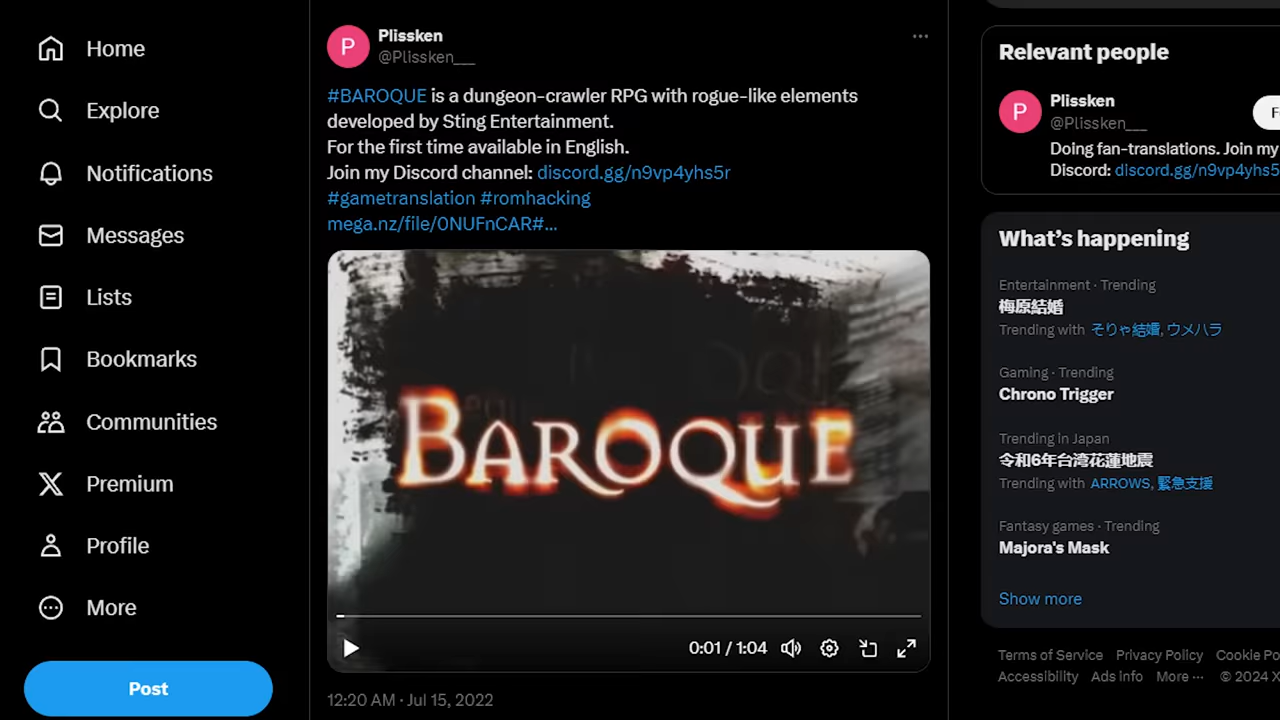 Home
Explore
Notifications
Messages
Lists
Bookmarks
Communities
Premium
Profile
More
Post
P
Plissken
@Plissken___
#BAROQUE is a dungeon-crawler RPG with rogue-like elements
developed by Sting Entertainment.
For the first time available in English.
Join my Discord channel: discord.gg/n9vp4yhs5r
#gametranslation #romhacking
mega.nz/file/0NUFnCAR#…
BAROQUE
0:01 / 1:04
12:20 AM · Jul 15, 2022
Relevant people
P
Plissken
@Plissken___
Doing fan-translations. Join my
Discord: discord.gg/n9vp4yhs5
What’s happening
Entertainment · Trending
梅原結婚
Trending with そりゃ結婚, ウメハラ
Gaming · Trending
Chrono Trigger
Trending in Japan
令和6年台湾花蓮地震
Trending with ARROWS, 緊急支援
Fantasy games · Trending
Majora's Mask
Show more
Terms of Service Privacy Policy Cookie Po
Accessibility Ads info More ··· © 2024 X